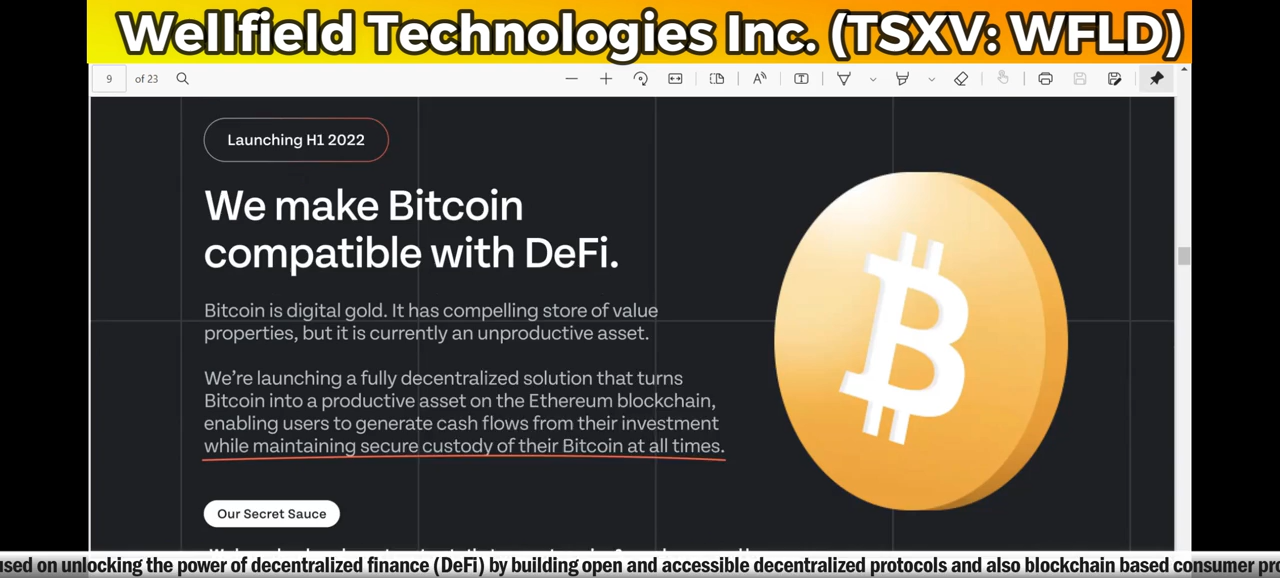 Wellfield Technologies Inc. (TSXV: WFLD)
9 of 23
Launching H1 2022
We make Bitcoin
compatible with DeFi.
Bitcoin is digital gold. It has compelling store of value
properties, but it is currently an unproductive asset.
We're launching a fully decentralized solution that turns
Bitcoin into a productive asset on the Ethereum blockchain,
enabling users to generate cash flows from their investment
while maintaining secure custody of their Bitcoin at all times.
Our Secret Sauce
on unlocking the power of decentralized finance (DeFi) by building open and accessible decentralized protocols and also blockchain based consumer